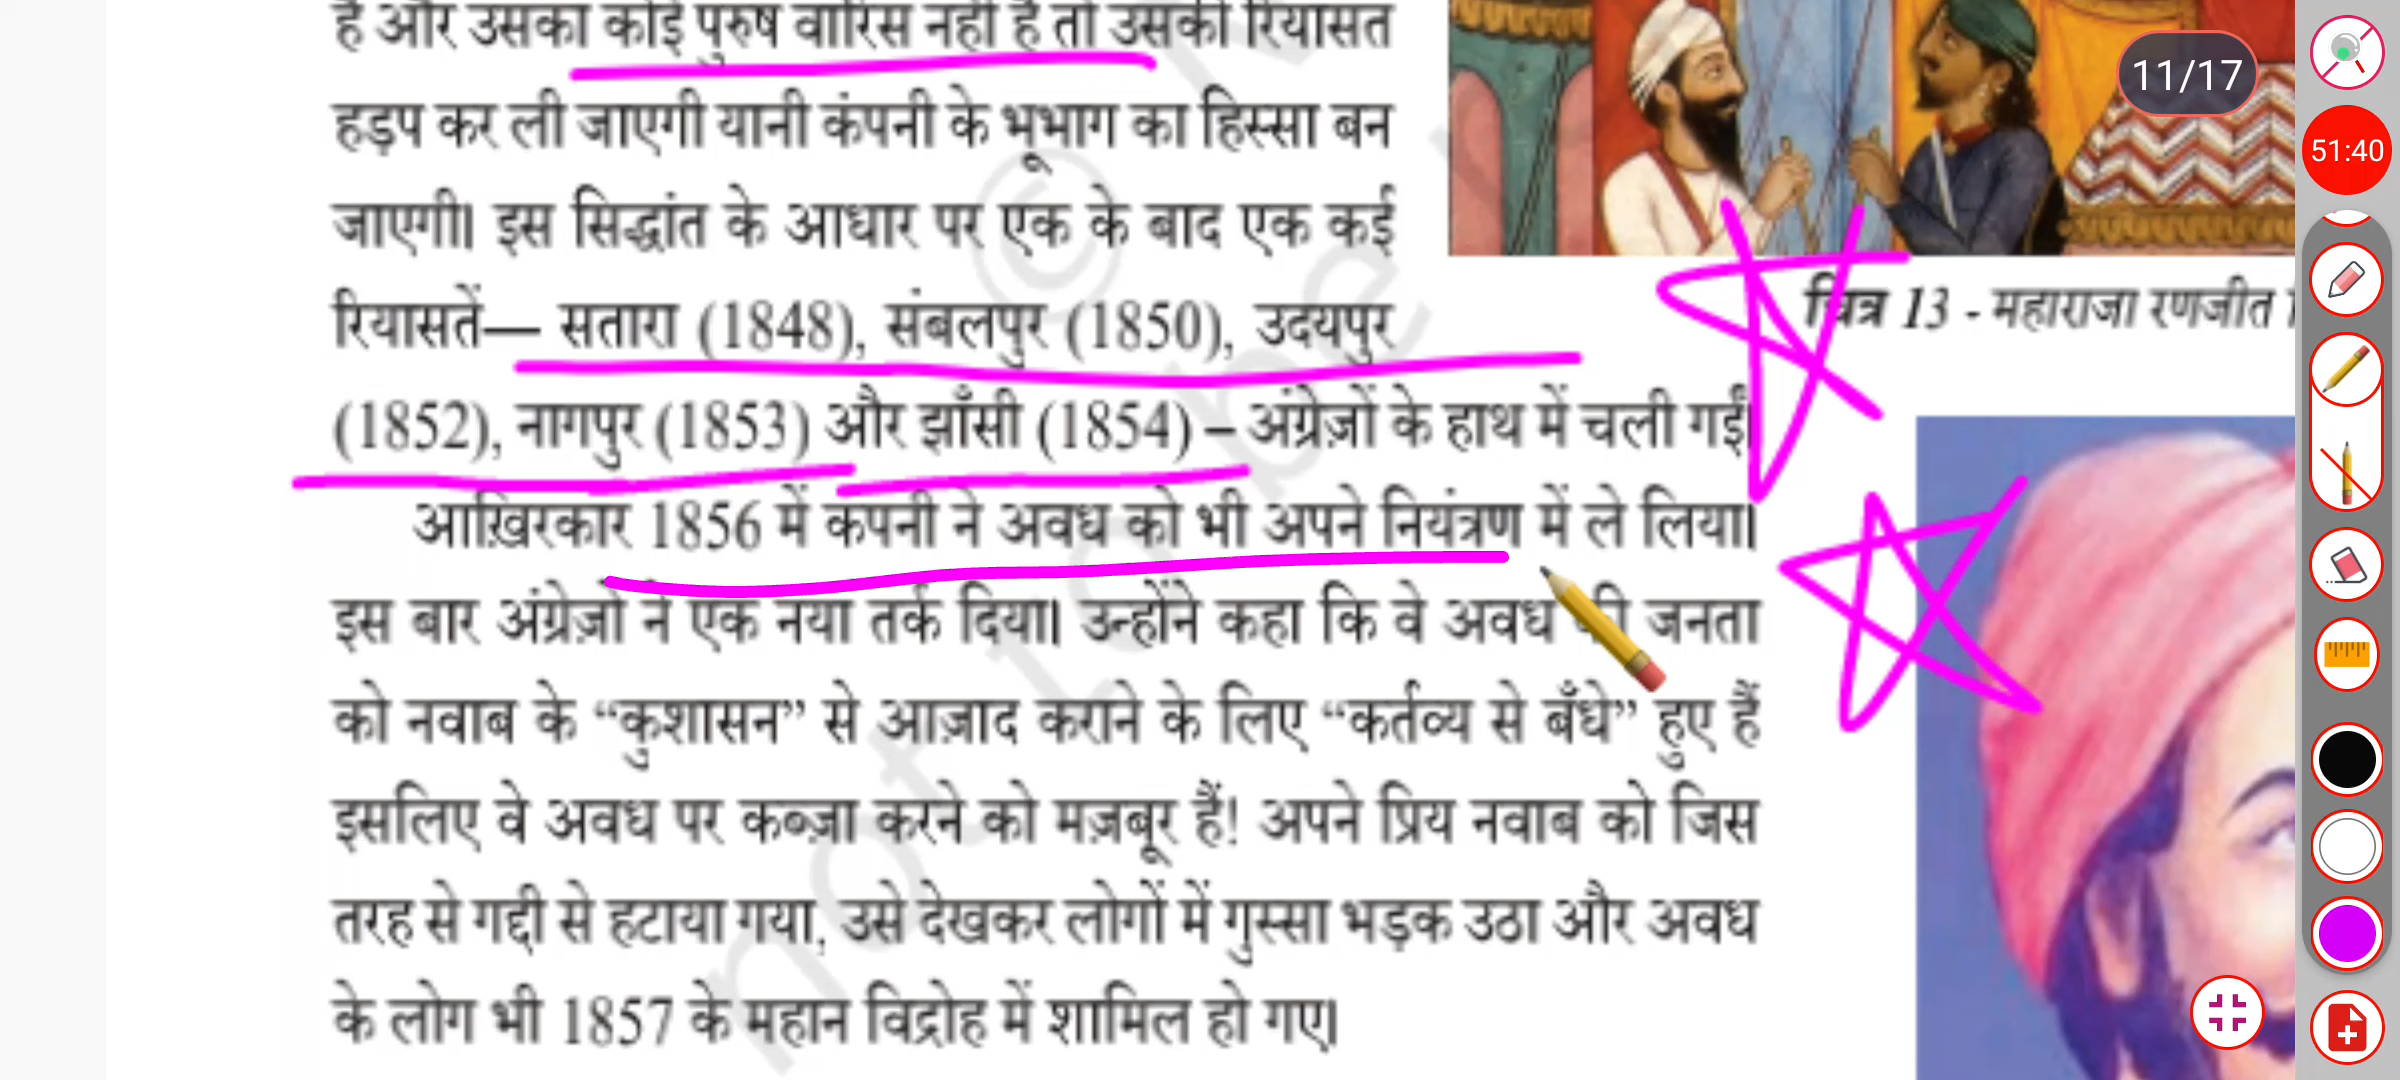 है और उसका कोई पुरुष वारिस नहीं है तो उसकी रियासत
हड़प कर ली जाएगी यानी कंपनी के भूभाग का हिस्सा बन
जाएगी। इस सिद्धांत के आधार पर एक के बाद एक कई
रियासतें— सतारा (1848), संबलपुर (1850), उदयपुर
(1852), नागपुर (1853) और झाँसी (1854) – अंग्रेज़ों के हाथ में चली गईं।
आख़िरकार 1856 में कंपनी ने अवध को भी अपने नियंत्रण में ले लिया।
इस बार अंग्रेज़ों ने एक नया तर्क दिया। उन्होंने कहा कि वे अवध की जनता
को नवाब के “कुशासन” से आज़ाद कराने के लिए “कर्तव्य से बँधे” हुए हैं
इसलिए वे अवध पर कब्ज़ा करने को मज़बूर हैं! अपने प्रिय नवाब को जिस
तरह से गद्दी से हटाया गया, उसे देखकर लोगों में गुस्सा भड़क उठा और अवध
के लोग भी 1857 के महान विद्रोह में शामिल हो गए।
चित्र 13 - महाराजा रणजीत
11/17
51:40
©
not to be